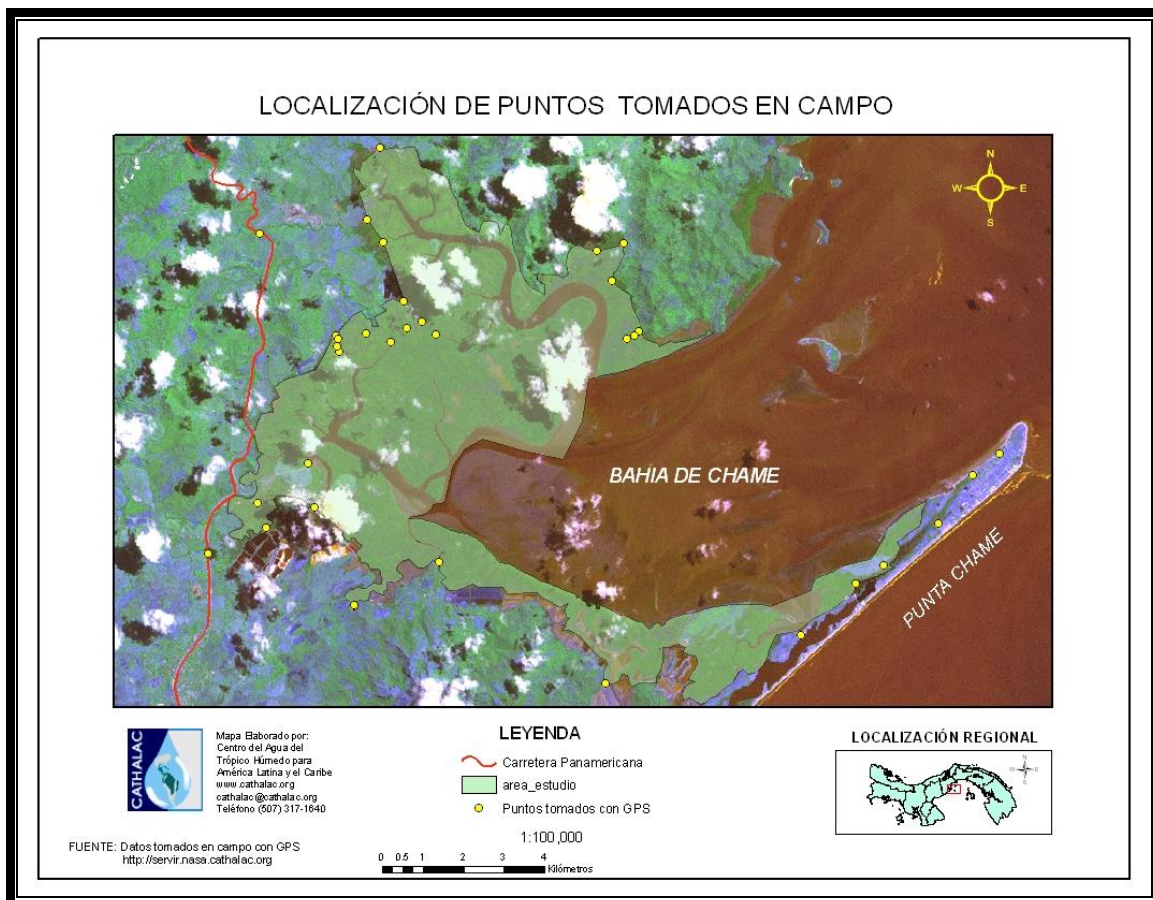 LOCALIZACIÓN DE PUNTOS TOMADOS EN CAMPO
N
W
E
S
BAHIA DE CHAME
PUNTA CHAME
CATHALAC
Mapa Elaborado por:
Centro del Agua del
Trópico Húmedo para
América Latina y el Caribe
www.cathalac.org
cathalac@cathalac.org
Teléfono (507) 317-1640
FUENTE: Datos tomados en campo con GPS
http://servir.nasa.cathalac.org
LEYENDA
Carretera Panamericana
area_estudio
Puntos tomados con GPS
1:100,000
0 0.5 1 2 3 4
Kilómetros
LOCALIZACIÓN REGIONAL